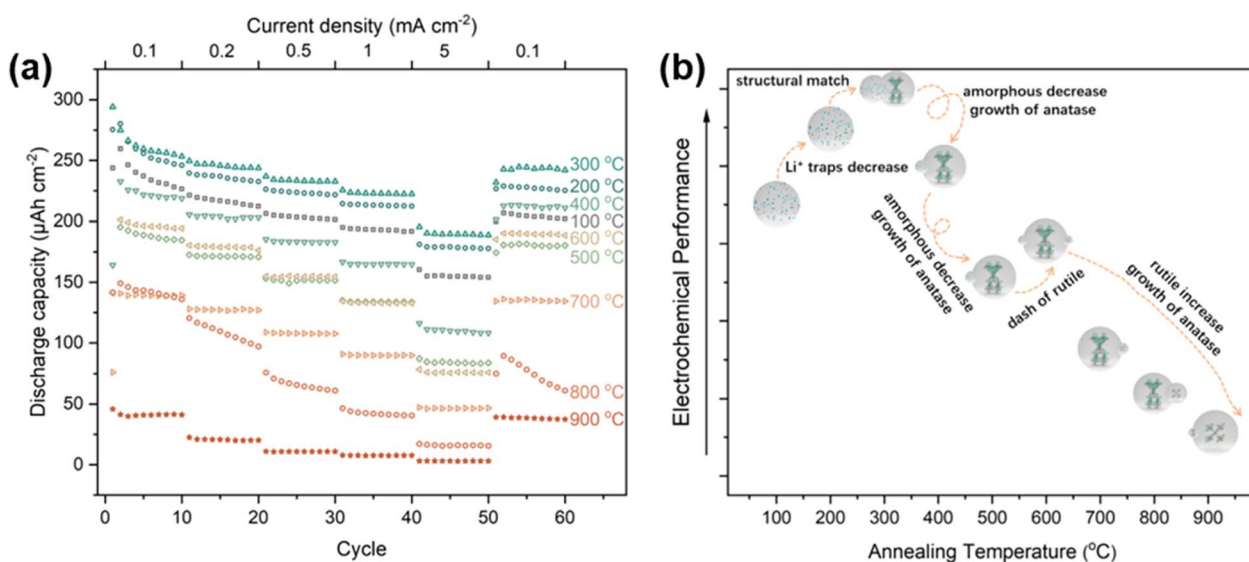 (a)
Current density (mA cm⁻²)
0.1 0.2 0.5 1 5 0.1
Discharge capacity (µAh cm⁻²)
300
250
200
150
100
50
0
300 °C
200 °C
400 °C
100 °C
600 °C
500 °C
700 °C
800 °C
900 °C
0 10 20 30 40 50 60
Cycle
(b)
Electrochemical Performance
structural match
amorphous decrease
growth of anatase
Li⁺ traps decrease
amorphous decrease
growth of anatase
dash of rutile
rutile increase
growth of anatase
100 200 300 400 500 600 700 800 900
Annealing Temperature (°C)